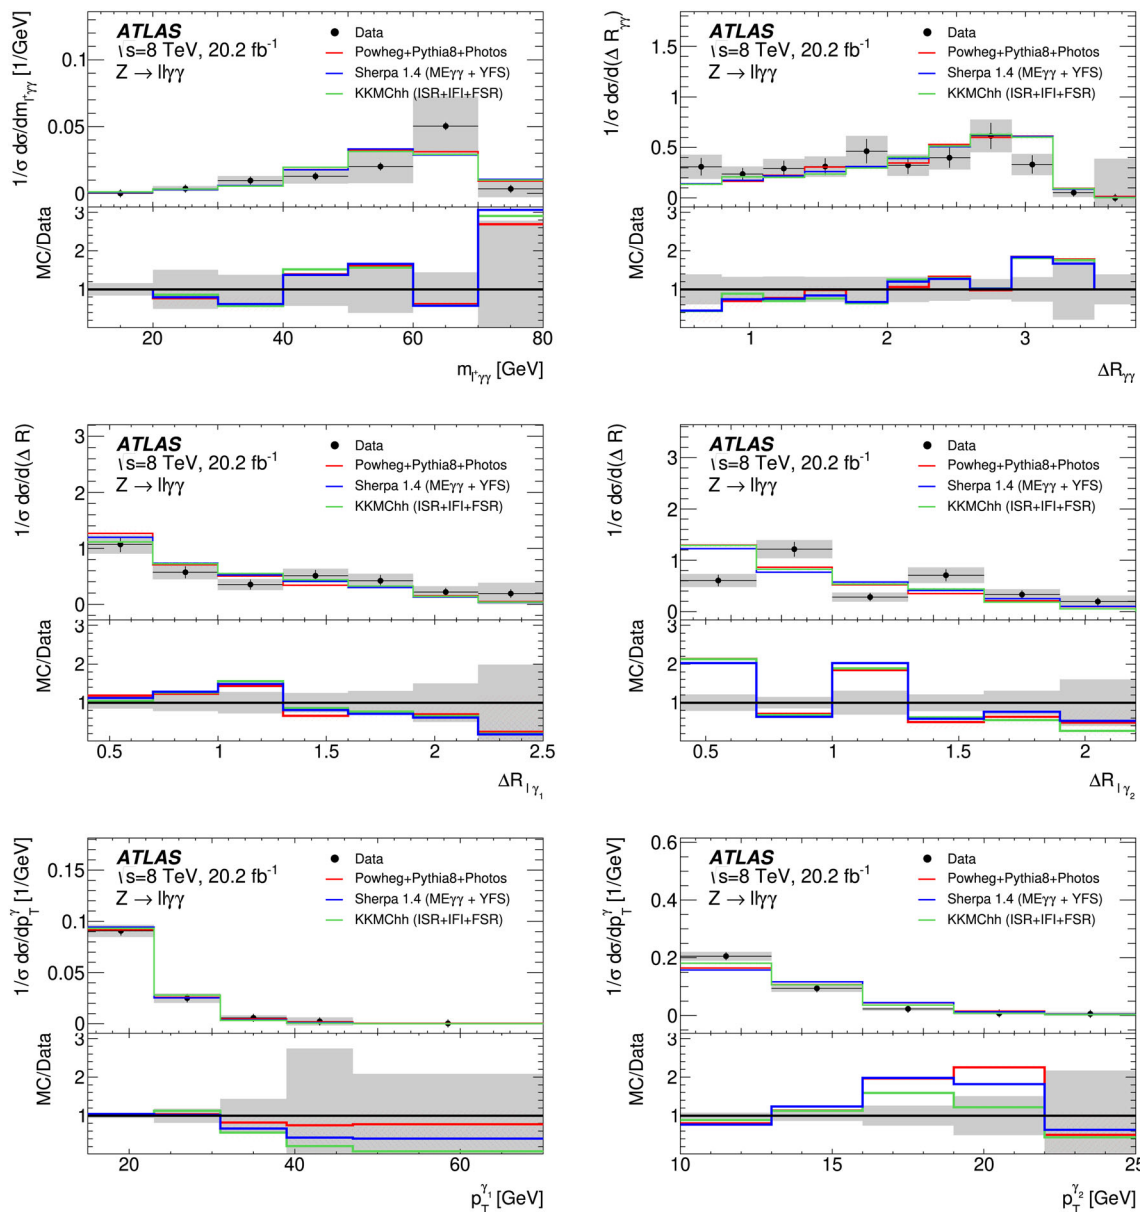 ATLAS
√s=8 TeV, 20.2 fb⁻¹
Z → llγγ
Data
Powheg+Pythia8+Photos
Sherpa 1.4 (MEγγ + YFS)
KKMChh (ISR+IFI+FSR)
1/σ dσ/dm_l⁺γγ [1/GeV]
0.1
0.05
0
MC/Data
3
2
1
20 40 60 80
m_l⁺γγ [GeV]
ATLAS
√s=8 TeV, 20.2 fb⁻¹
Z → llγγ
Data
Powheg+Pythia8+Photos
Sherpa 1.4 (MEγγ + YFS)
KKMChh (ISR+IFI+FSR)
1/σ dσ/d(Δ R_γγ)
1.5
1
0.5
0
MC/Data
3
2
1
1 2 3
ΔR_γγ
ATLAS
√s=8 TeV, 20.2 fb⁻¹
Z → llγγ
Data
Powheg+Pythia8+Photos
Sherpa 1.4 (MEγγ + YFS)
KKMChh (ISR+IFI+FSR)
1/σ dσ/d(Δ R)
3
2
1
0
MC/Data
3
2
1
0.5 1 1.5 2 2.5
ΔR_l γ₁
ATLAS
√s=8 TeV, 20.2 fb⁻¹
Z → llγγ
Data
Powheg+Pythia8+Photos
Sherpa 1.4 (MEγγ + YFS)
KKMChh (ISR+IFI+FSR)
1/σ dσ/d(Δ R)
3
2
1
0
MC/Data
3
2
1
0.5 1 1.5 2
ΔR_l γ₂
ATLAS
√s=8 TeV, 20.2 fb⁻¹
Z → llγγ
Data
Powheg+Pythia8+Photos
Sherpa 1.4 (MEγγ + YFS)
KKMChh (ISR+IFI+FSR)
1/σ dσ/dp_T^γ [1/GeV]
0.15
0.1
0.05
0
MC/Data
3
2
1
20 40 60
p_T^γ₁ [GeV]
ATLAS
√s=8 TeV, 20.2 fb⁻¹
Z → llγγ
Data
Powheg+Pythia8+Photos
Sherpa 1.4 (MEγγ + YFS)
KKMChh (ISR+IFI+FSR)
1/σ dσ/dp_T^γ [1/GeV]
0.6
0.4
0.2
0
MC/Data
3
2
1
10 15 20 25
p_T^γ₂ [GeV]